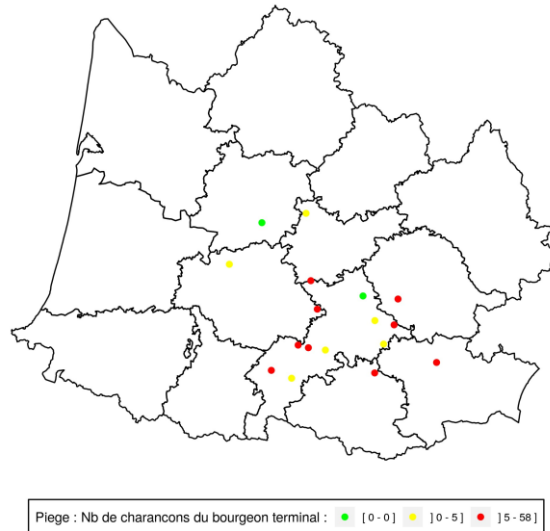 Piege : Nb de charancons du bourgeon terminal : [ 0 - 0 ] ] 0 - 5 ] ] 5 - 58 ]